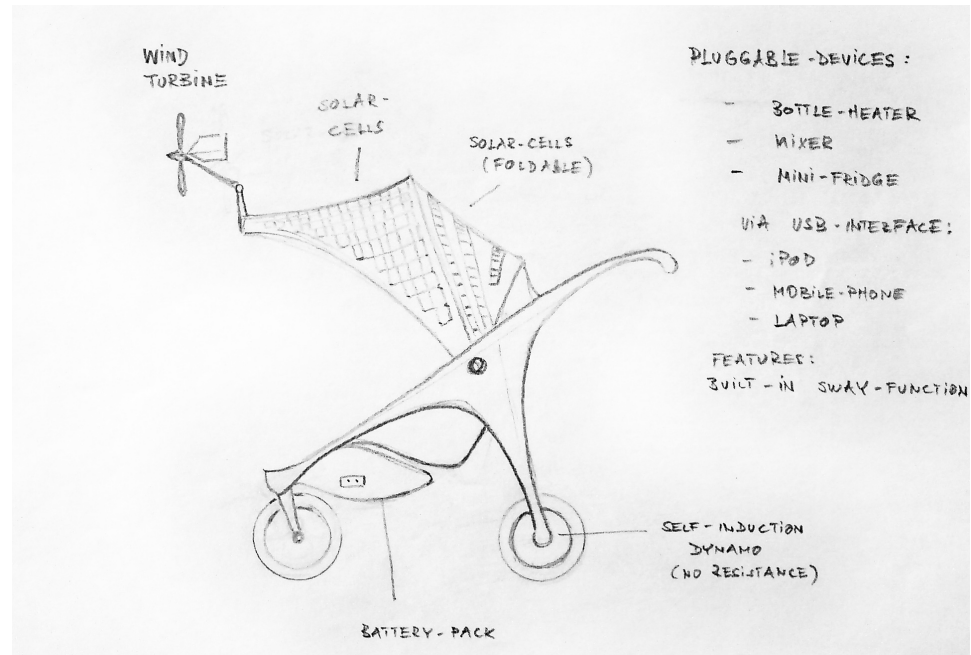 WIND
TURBINE
SOLAR-
CELLS
SOLAR-CELLS
(FOLDABLE)
PLUGGABLE-DEVICES:
- BOTTLE-HEATER
- MIXER
- MINI-FRIDGE
VIA USB-INTERFACE:
- iPOD
- MOBILE-PHONE
- LAPTOP
FEATURES:
BUILT-IN SWAY-FUNCTION
SELF-INDUCTION
DYNAMO
(NO RESISTANCE)
BATTERY-PACK